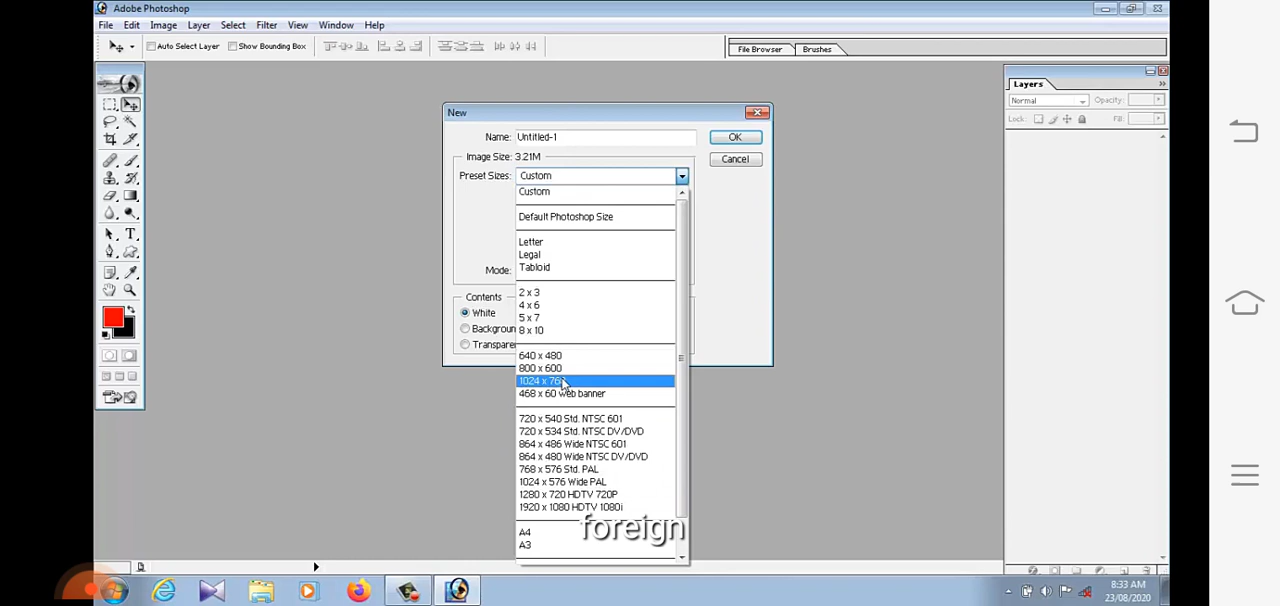 Adobe Photoshop
File Edit Image Layer Select Filter View Window Help
Auto Select Layer Show Bounding Box File Browser Brushes
Layers
Normal Opacity:
Lock: Fill:
New
Name: Untitled-1 OK
Image Size: 3.21M Cancel
Preset Sizes: Custom
Custom
Default Photoshop Size
Letter
Legal
Tabloid
Mode:
2 x 3
Contents
4 x 6
White
5 x 7
8 x 10
640 x 480
800 x 600
1024 x
468 x 60 web banner
720 x 540 Std. NTSC 601
720 x 534 Std. NTSC DV/DVD
864 x 486 Wide NTSC 601
864 x 480 Wide NTSC DV/DVD
768 x 576 Std. PAL
1024 x 576 Wide PAL
1280 x 720 HDTV 720P
1920 x 1080 HDTV 1080i
foreign
A4
A3
8:33 AM
23/08/2020